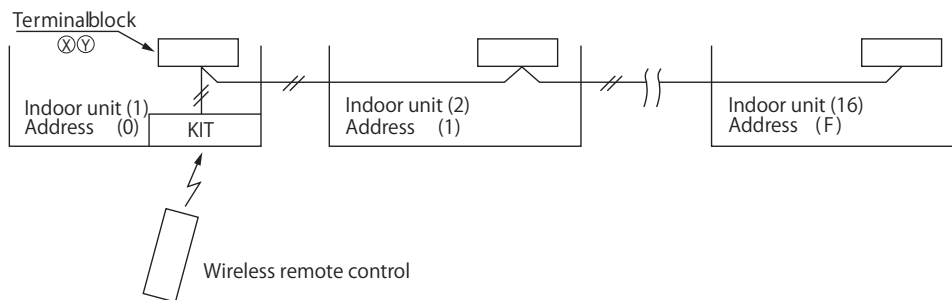 Terminalblock
ⓍⓎ
Indoor unit (1)
Address (0)
KIT
Indoor unit (2)
Address (1)
Indoor unit (16)
Address (F)
Wireless remote control